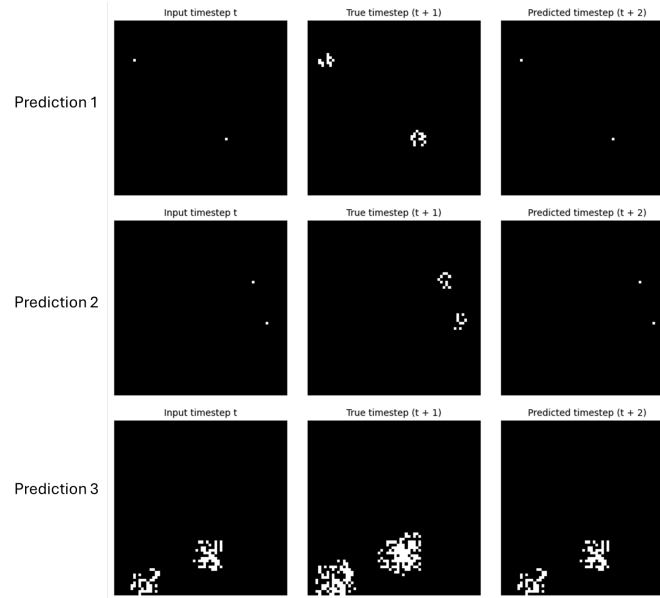 Input timestep t True timestep (t + 1) Predicted timestep (t + 2)
Prediction 1
Input timestep t True timestep (t + 1) Predicted timestep (t + 2)
Prediction 2
Input timestep t True timestep (t + 1) Predicted timestep (t + 2)
Prediction 3